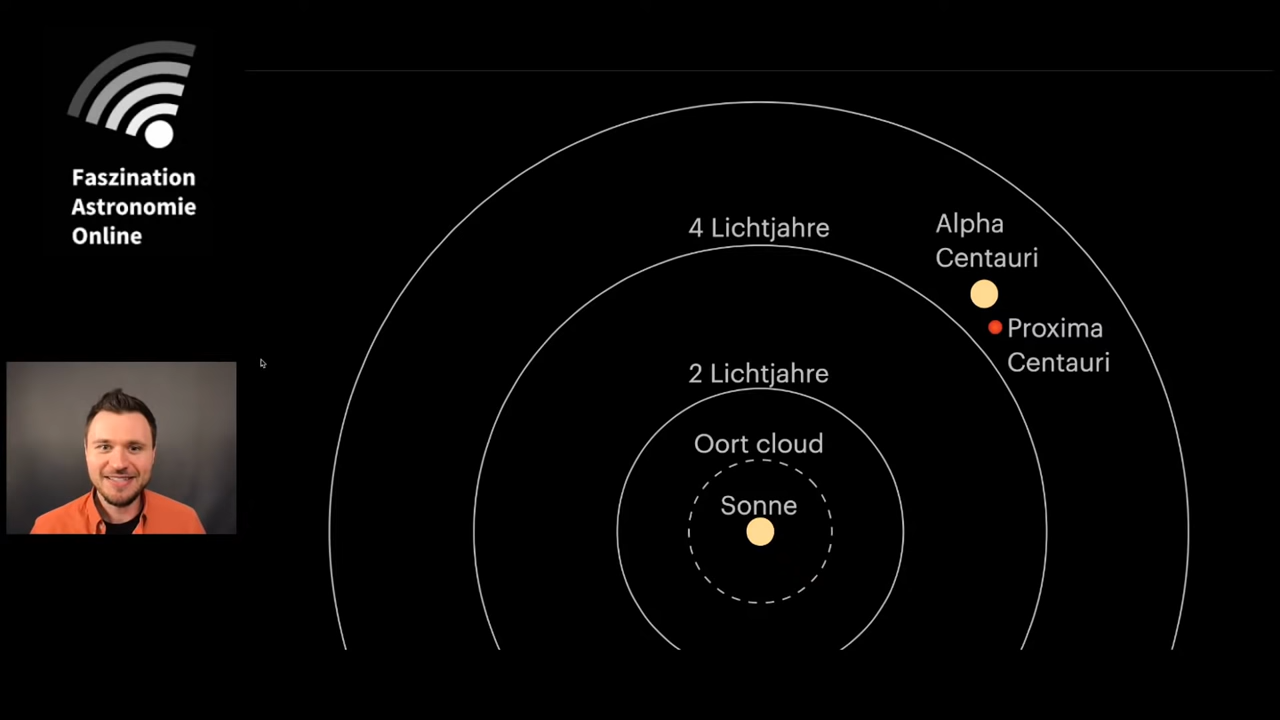 Faszination
Astronomie
Online
4 Lichtjahre
Alpha
Centauri
Proxima
Centauri
2 Lichtjahre
Oort cloud
Sonne